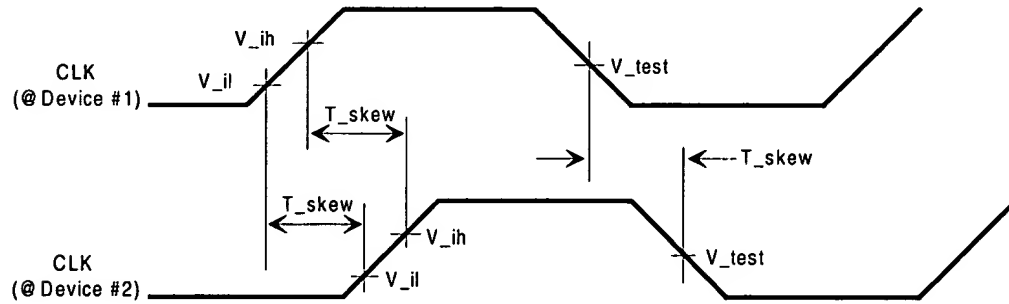 V_ih
V_test
CLK
(@ Device #1)
V_il
T_skew
T_skew
T_skew
V_ih
V_test
CLK
(@ Device #2)
V_il